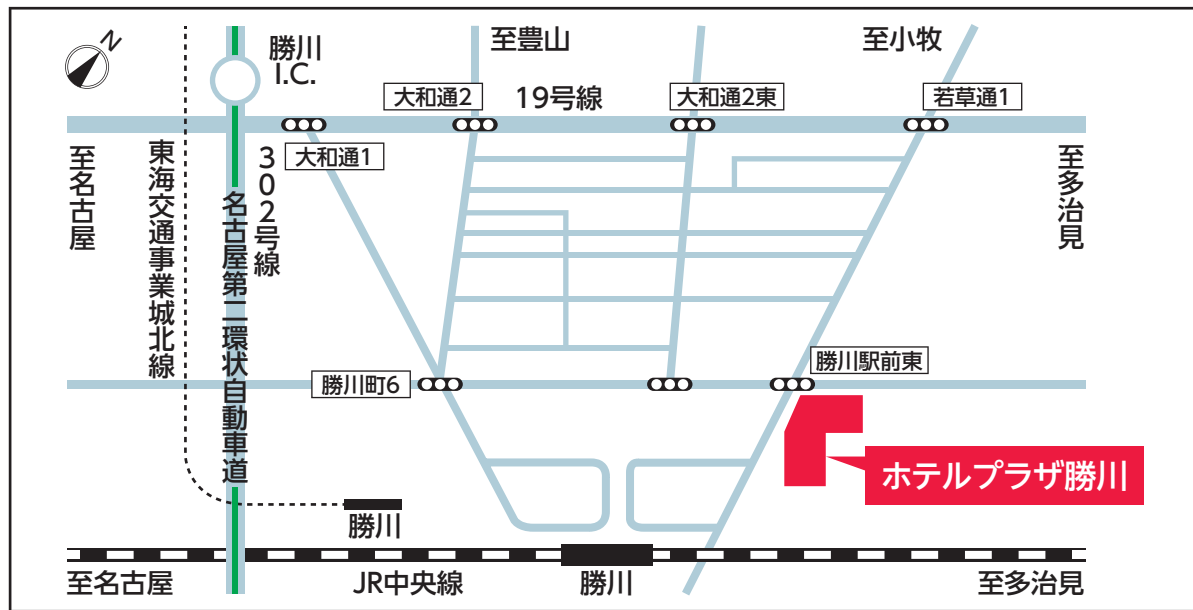 N
勝川
I.C.
至豊山
至小牧
大和通2
19号線
大和通2東
若草通1
大和通1
至名古屋
東海交通事業城北線
名古屋第二環状自動車道
302号線
至多治見
勝川町6
勝川駅前東
ホテルプラザ勝川
勝川
至名古屋
JR中央線
勝川
至多治見